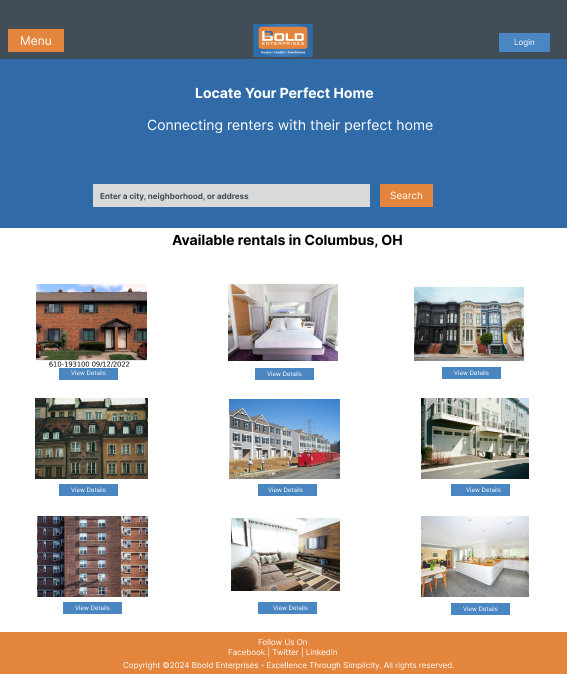 Menu
bOLD
ENTERPRISES
Login
Locate Your Perfect Home
Connecting renters with their perfect home
Enter a city, neighborhood, or address
Search
Available rentals in Columbus, OH
610-193100 09/12/2022
View Details
View Details
View Details
View Details
View Details
View Details
View Details
View Details
View Details
Follow Us On
Facebook | Twitter | LinkedIn
Copyright ©2024 Bbold Enterprises - Excellence Through Simplicity. All rights reserved.